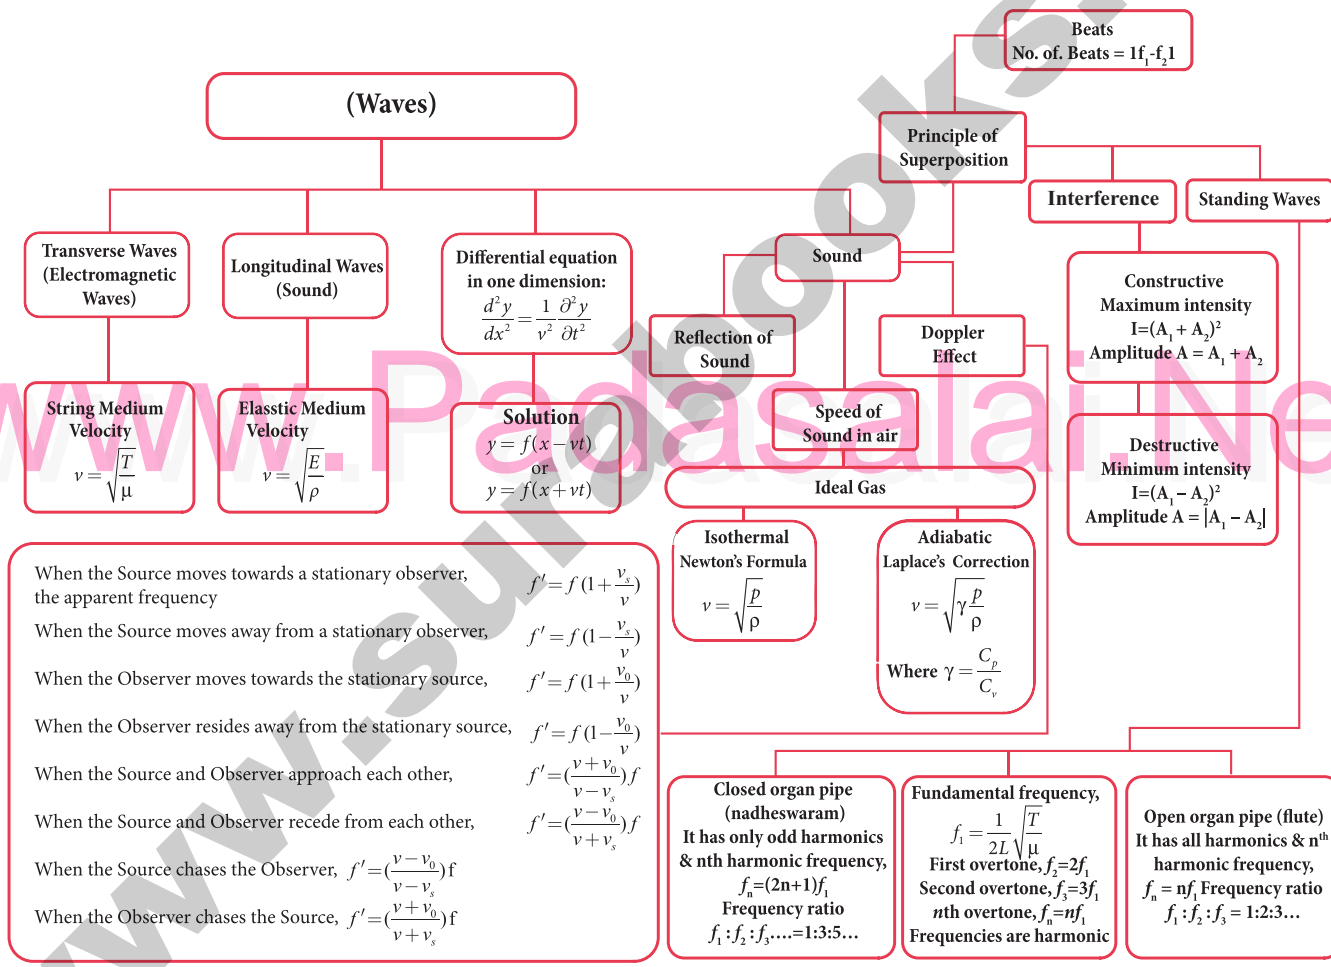 Beats
No. of. Beats = 1f₁-f₂1
(Waves)
Principle of
Superposition
Interference
Standing Waves
Transverse Waves
(Electromagnetic
Waves)
Longitudinal Waves
(Sound)
Differential equation
in one dimension:
d²y/dx² = 1/v² ∂²y/∂t²
Sound
Reflection of
Sound
Doppler
Effect
Constructive
Maximum intensity
I=(A₁ + A₂)²
Amplitude A = A₁ + A₂
String Medium
Velocity
v = √(T/μ)
Elasstic Medium
Velocity
v = √(E/ρ)
Solution
y = f(x − vt)
or
y = f(x + vt)
Speed of
Sound in air
Destructive
Minimum intensity
I=(A₁ – A₂)²
Amplitude A = |A₁ – A₂|
Ideal Gas
Isothermal
Newton's Formula
v = √(p/ρ)
Adiabatic
Laplace's Correction
v = √(γ p/ρ)
Where γ = Cₚ/Cᵥ
When the Source moves towards a stationary observer,
the apparent frequency f′ = f (1 + vₛ/v)
When the Source moves away from a stationary observer, f′ = f (1 − vₛ/v)
When the Observer moves towards the stationary source, f′ = f (1 + v₀/v)
When the Observer resides away from the stationary source, f′ = f (1 − v₀/v)
When the Source and Observer approach each other, f′ = ((v + v₀)/(v − vₛ)) f
When the Source and Observer recede from each other, f′ = ((v − v₀)/(v + vₛ)) f
When the Source chases the Observer, f′ = ((v − v₀)/(v − vₛ)) f
When the Observer chases the Source, f′ = ((v + v₀)/(v + vₛ)) f
Closed organ pipe
(nadheswaram)
It has only odd harmonics
& nth harmonic frequency,
fₙ=(2n+1)f₁
Frequency ratio
f₁ : f₂ : f₃….=1:3:5…
Fundamental frequency,
f₁ = 1/2L √(T/μ)
First overtone, f₂=2f₁
Second overtone, f₃=3f₁
nth overtone, fₙ=nf₁
Frequencies are harmonic
Open organ pipe (flute)
It has all harmonics & nᵗʰ
harmonic frequency,
fₙ = nf₁ Frequency ratio
f₁ : f₂ : f₃ = 1:2:3…
www.Padasalai.Ne
www.surabooks.